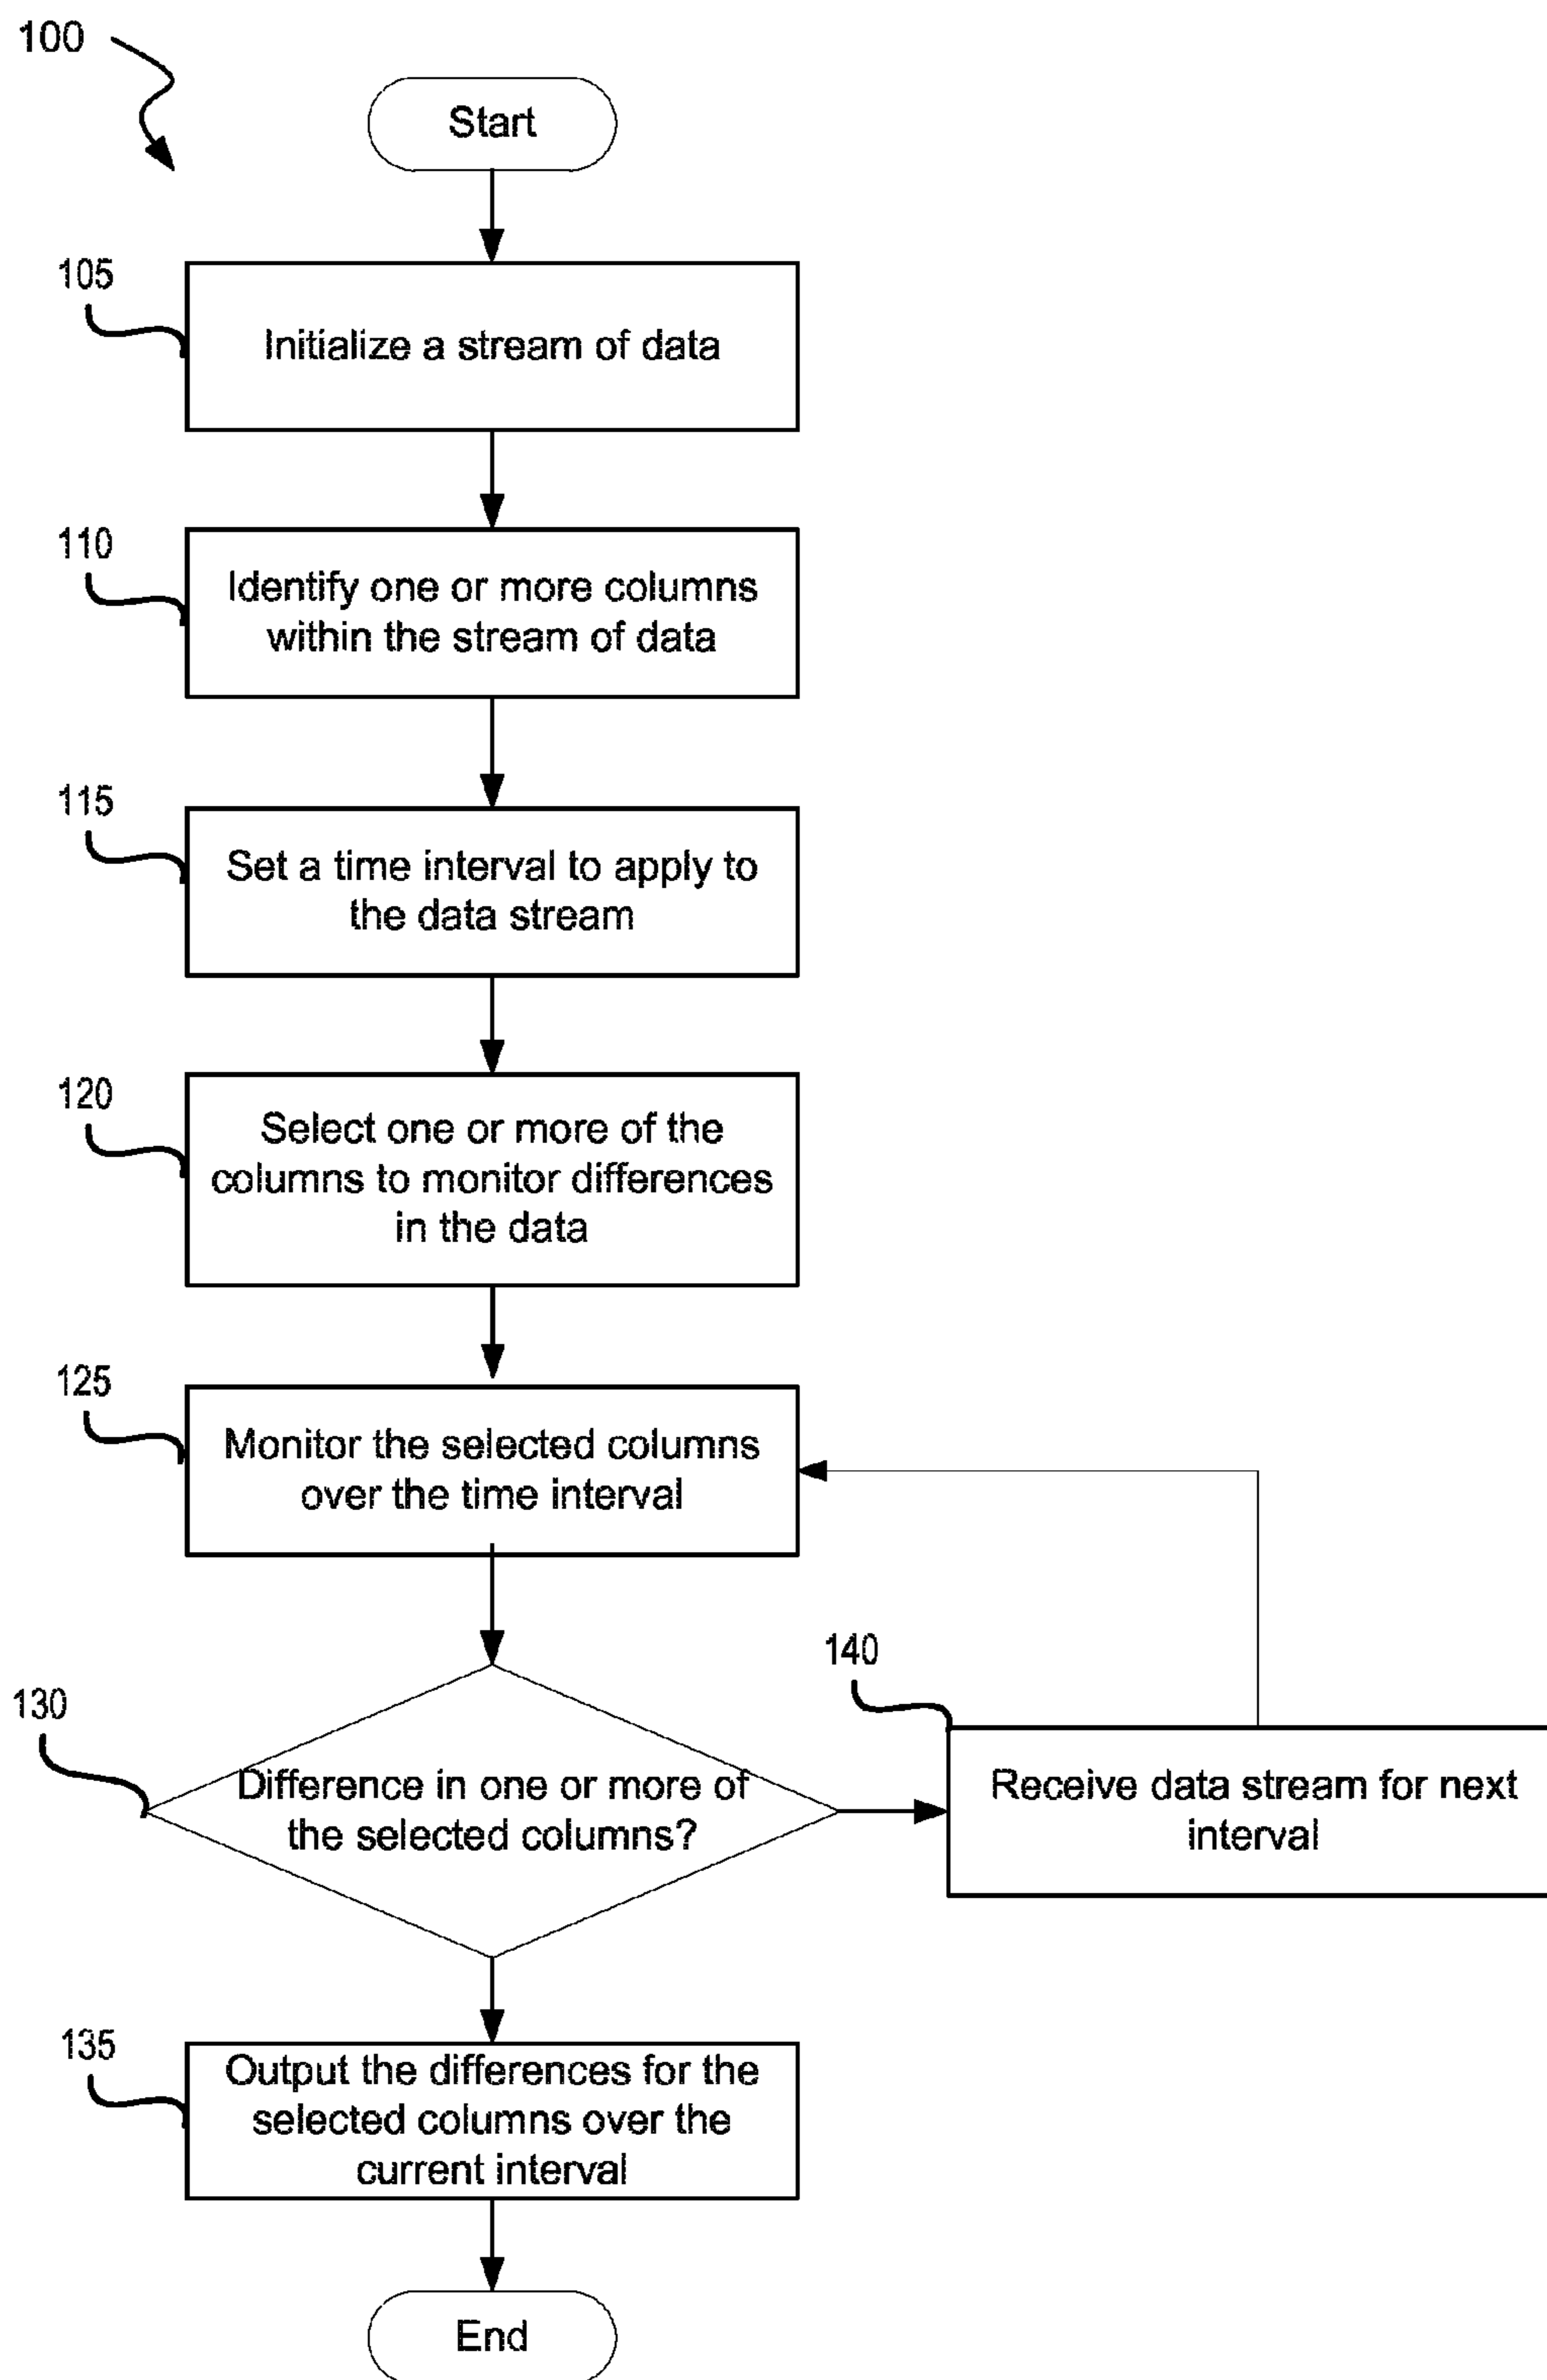 100
Start
105
Initialize a stream of data
110
Identify one or more columns
within the stream of data
115
Set a time interval to apply to
the data stream
120
Select one or more of the
columns to monitor differences
in the data
125
Monitor the selected columns
over the time interval
130
Difference in one or more of
the selected columns?
140
Receive data stream for next
interval
135
Output the differences for the
selected columns over the
current interval
End